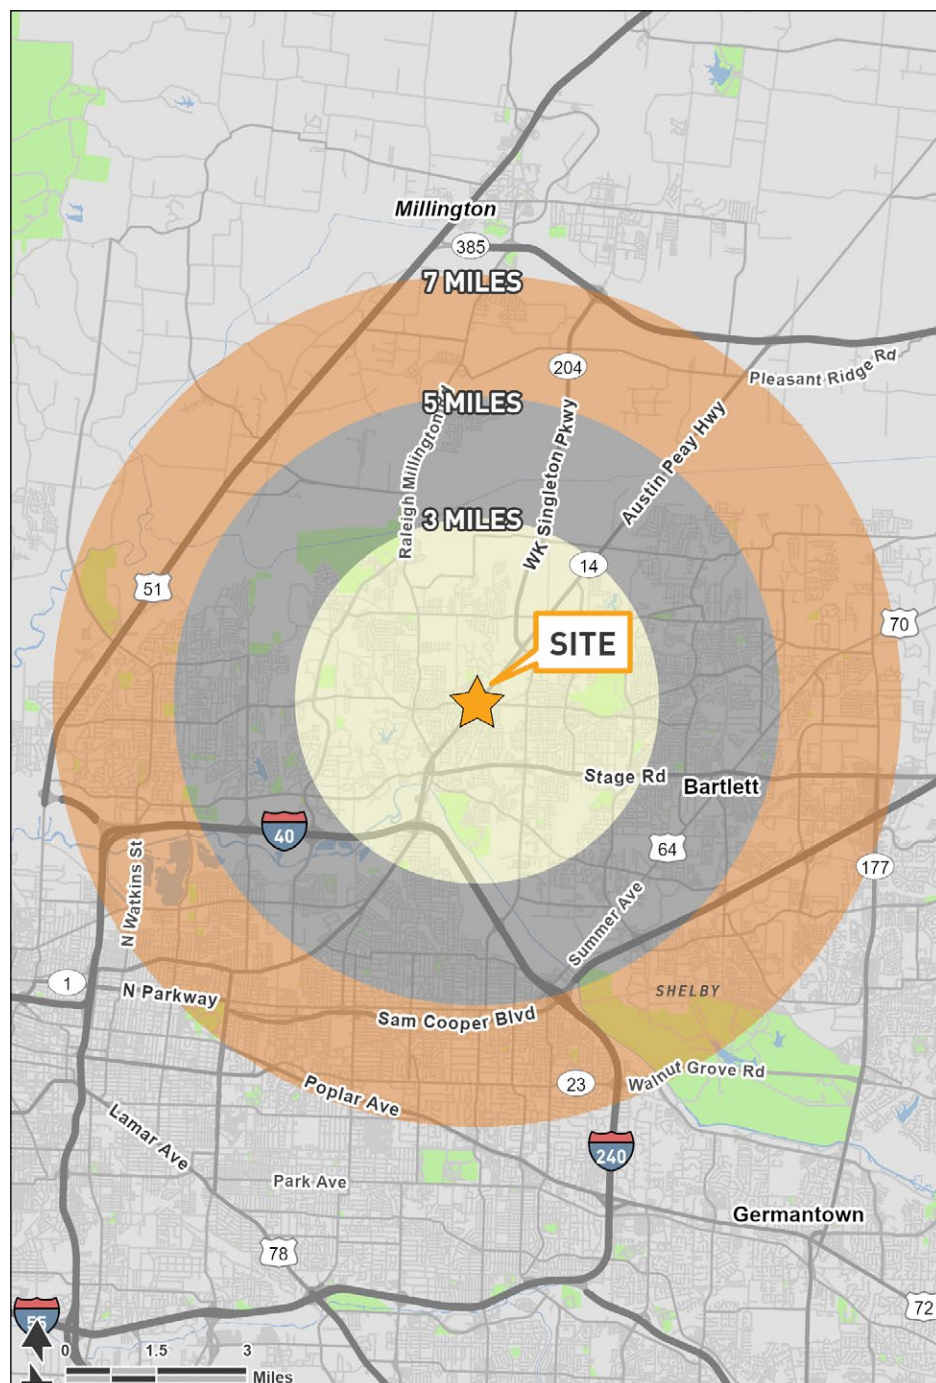 Millington
385
7 MILES
204
Pleasant Ridge Rd
5 MILES
Raleigh Millington
WK Singleton Pkwy
Austin Peay Hwy
3 MILES
14
51
70
SITE
Stage Rd
Bartlett
40
64
177
N Watkins St
Summer Ave
1
N Parkway
SHELBY
Sam Cooper Blvd
23
Walnut Grove Rd
Poplar Ave
Lamar Ave
240
Park Ave
Germantown
78
72
55
0 1.5 3
Miles